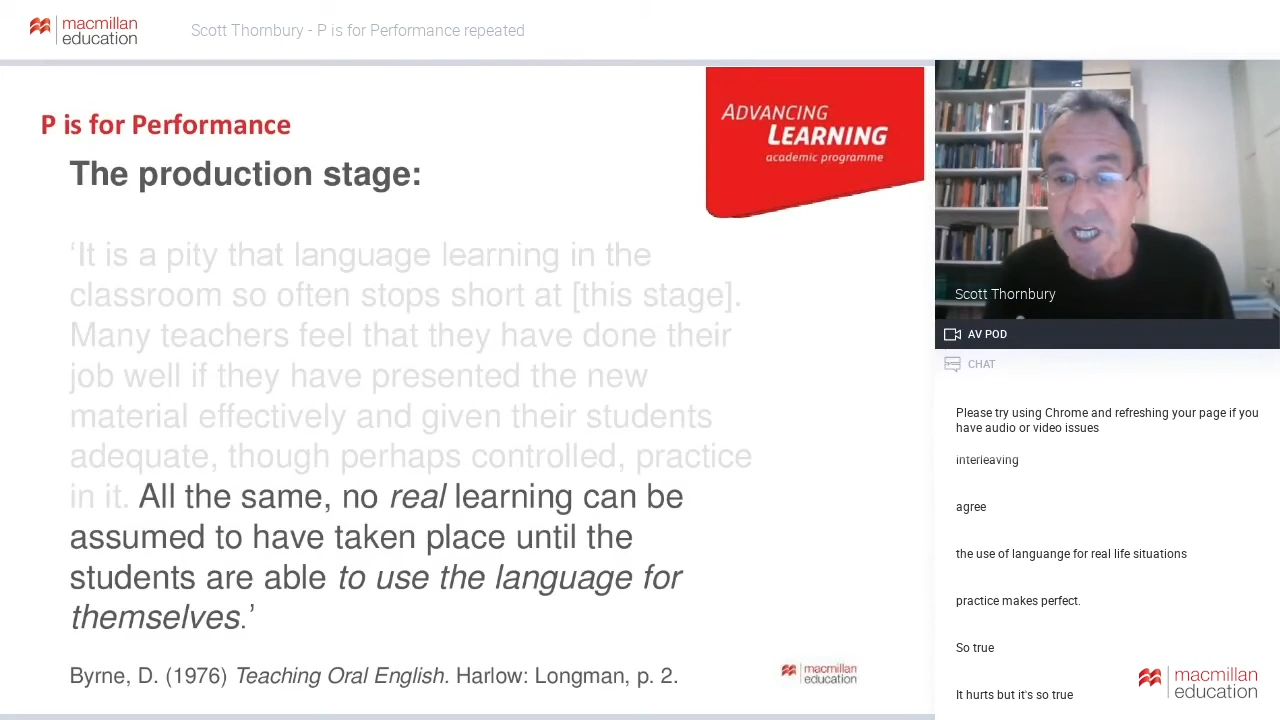 macmillan
education
Scott Thornbury - P is for Performance repeated
P is for Performance
ADVANCING
LEARNING
academic programme
The production stage:
‘It is a pity that language learning in the
classroom so often stops short at [this stage].
Many teachers feel that they have done their
job well if they have presented the new
material effectively and given their students
adequate, though perhaps controlled, practice
in it. All the same, no real learning can be
assumed to have taken place until the
students are able to use the language for
themselves.’
Byrne, D. (1976) Teaching Oral English. Harlow: Longman, p. 2.
macmillan
education
Scott Thornbury
AV POD
CHAT
Please try using Chrome and refreshing your page if you
have audio or video issues
interleaving
agree
the use of languange for real life situations
practice makes perfect.
So true
It hurts but it's so true
macmillan
education